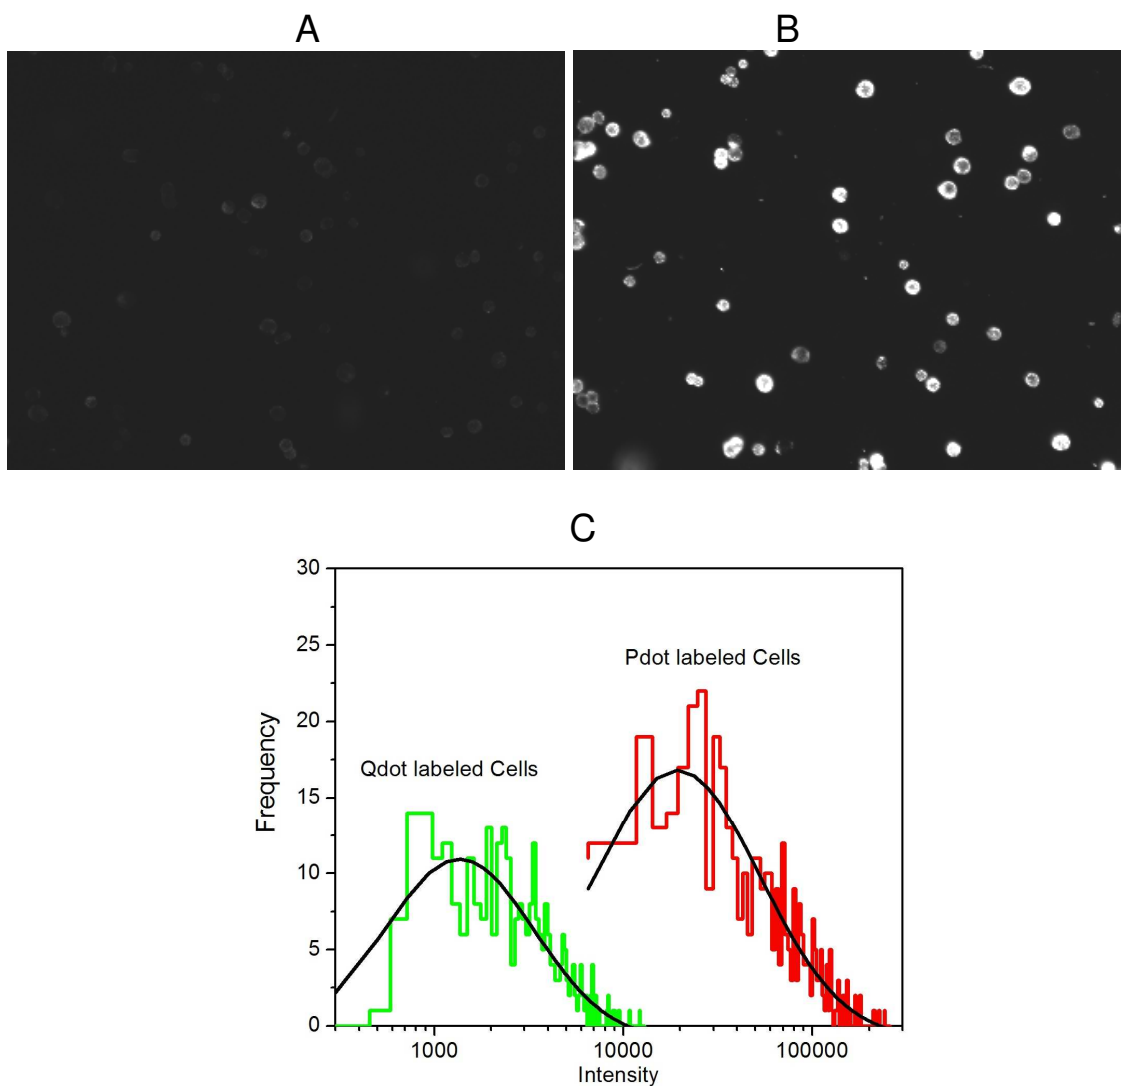 A
B
C
30
25
20
15
10
5
0
Frequency
Qdot labeled Cells
Pdot labeled Cells
1000
10000
100000
Intensity